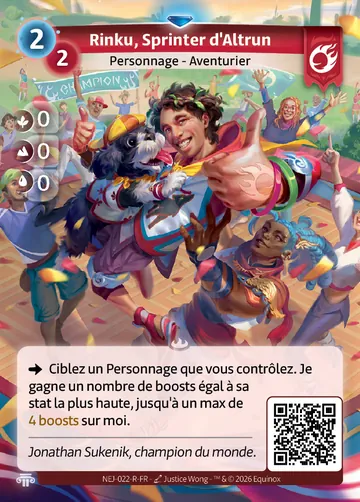 2
2
Rinku, Sprinter d'Altrun
Personnage - Aventurier
CHAMPION
0
0
0
Ciblez un Personnage que vous contrôlez. Je
gagne un nombre de boosts égal à sa
stat la plus haute, jusqu'à un max de
4 boosts sur moi.
Jonathan Sukenik, champion du monde.
NEJ-022-R-FR - Justice Wong - ™ & © 2026 Equinox